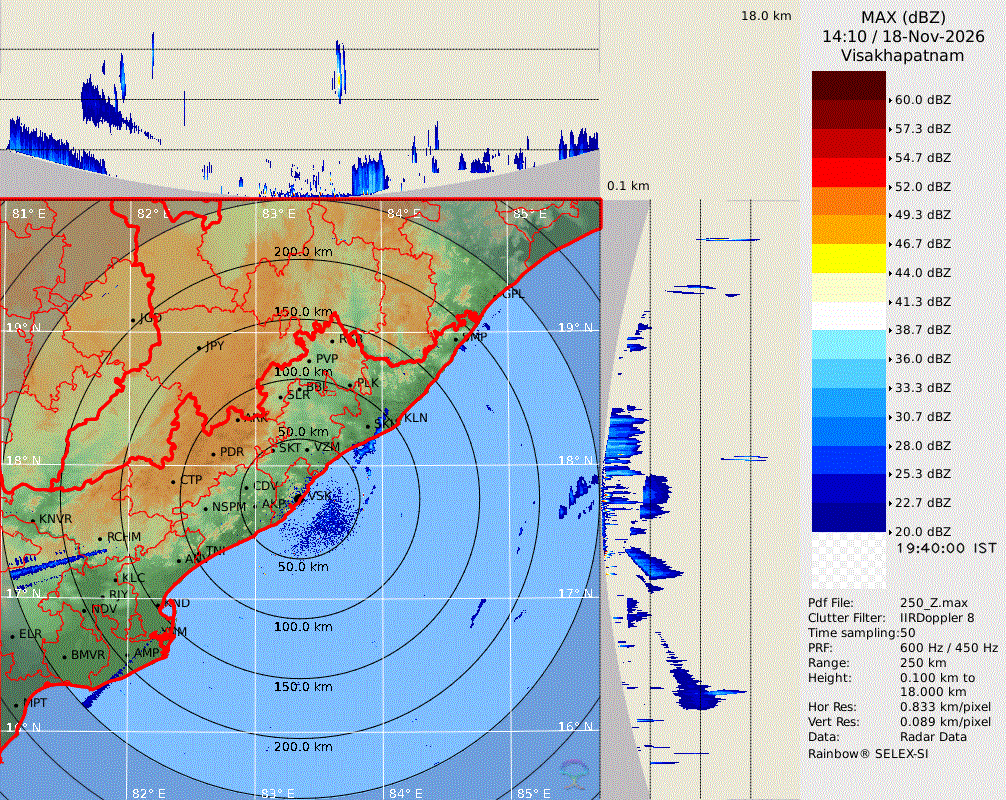 18.0 km
MAX (dBZ)
14:10 / 18-Nov-2026
Visakhapatnam
60.0 dBZ
57.3 dBZ
54.7 dBZ
52.0 dBZ
49.3 dBZ
46.7 dBZ
44.0 dBZ
41.3 dBZ
38.7 dBZ
36.0 dBZ
33.3 dBZ
30.7 dBZ
28.0 dBZ
25.3 dBZ
22.7 dBZ
20.0 dBZ
19:40:00 IST
0.1 km
81° E
82° E
83° E
84° E
85° E
200.0 km
GPL
150.0 km
JGD
19° N
19° N
JPY
PVP
100.0 km
BBL
PLK
SLR
KLN
50.0 km
SKT
VZM
PDR
18° N
18° N
CTP
CDV
VSK
NSPM
AKP
KNVR
RCHM
TNI
50.0 km
KLC
RJY
17° N
17° N
KND
NDV
100.0 km
ELR
BMVR
AMP
150.0 km
16° N
16° N
200.0 km
82° E
83° E
84° E
85° E
Pdf File: 250_Z.max
Clutter Filter: IIRDoppler 8
Time sampling:50
PRF: 600 Hz / 450 Hz
Range: 250 km
Height: 0.100 km to
18.000 km
Hor Res: 0.833 km/pixel
Vert Res: 0.089 km/pixel
Data: Radar Data
Rainbow® SELEX-SI